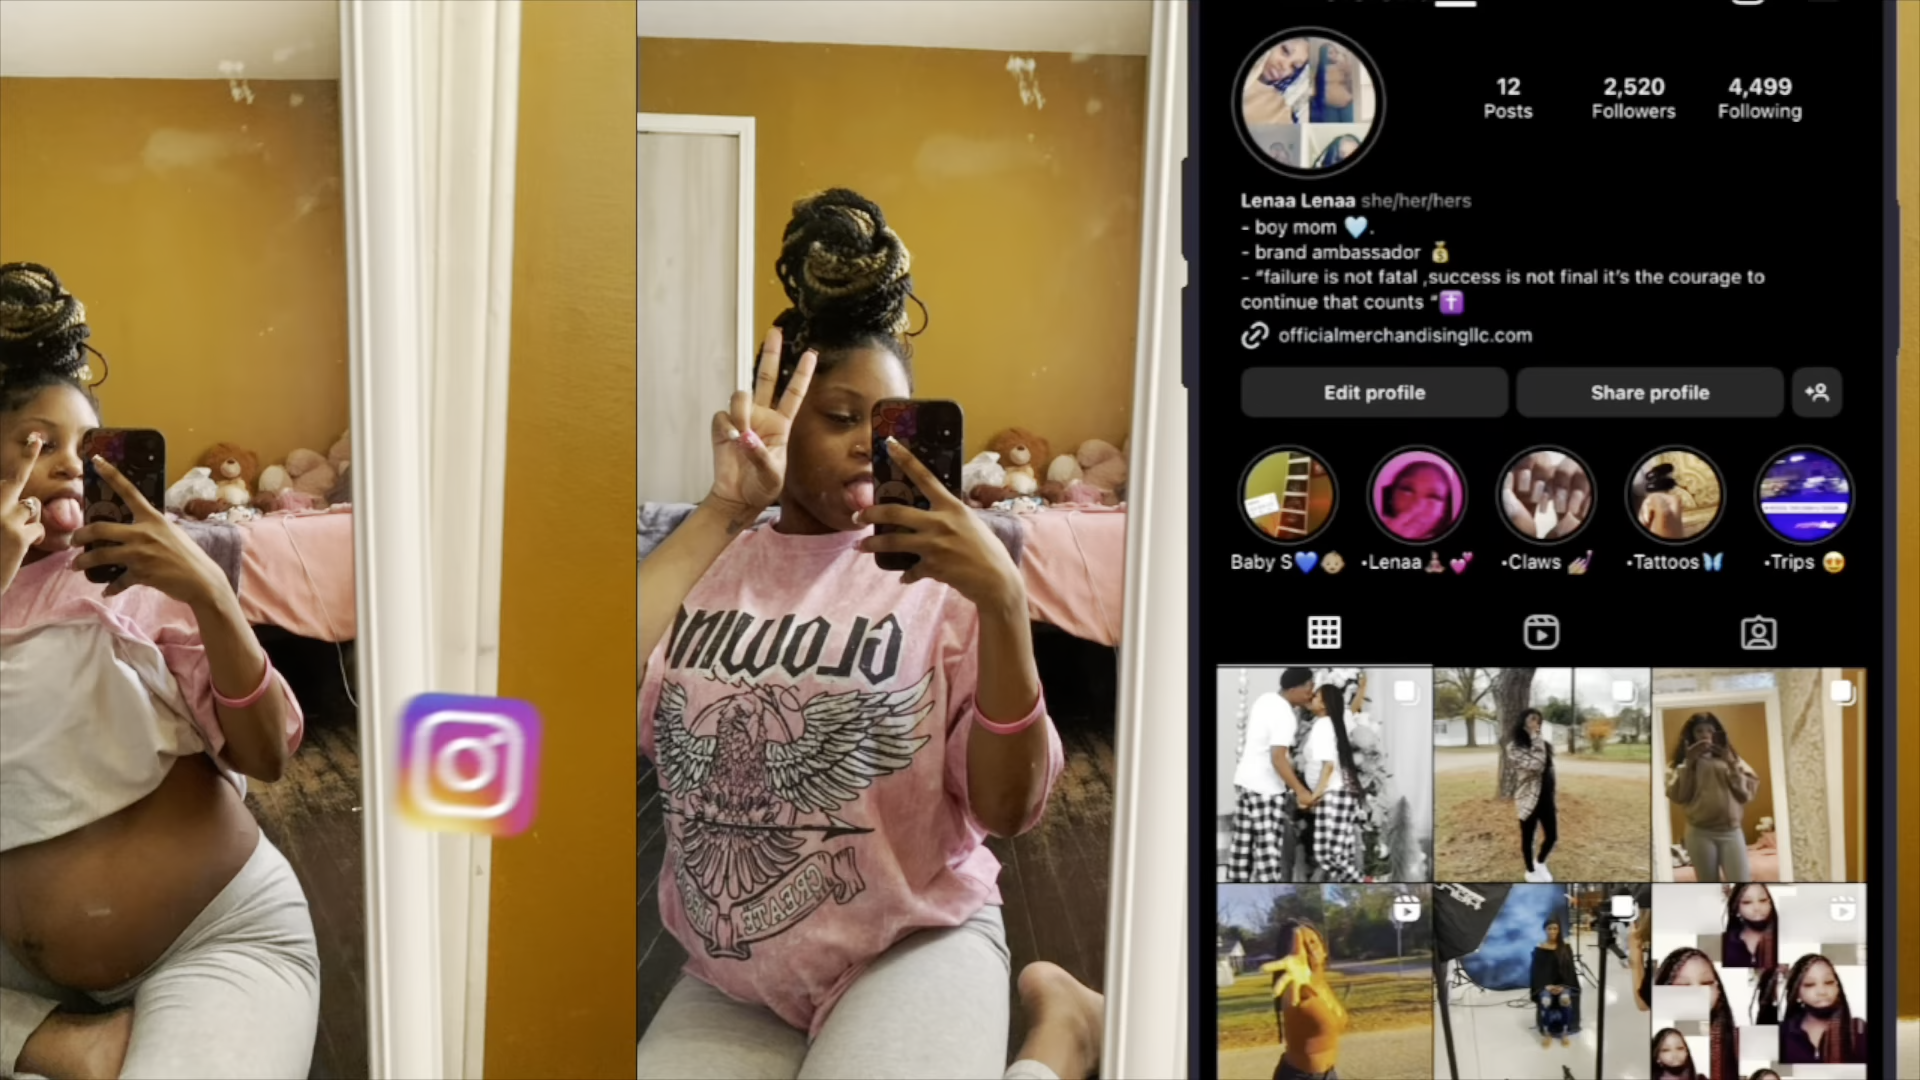 GLOWIN
CREATE
12
Posts
2,520
Followers
4,499
Following
Lenaa Lenaa she/her/hers
- boy mom 🩵.
- brand ambassador 💰
- “failure is not fatal ,success is not final it’s the courage to
continue that counts “✝️
officialmerchandisingllc.com
Edit profile
Share profile
Baby S💙👶🏽
•Lenaa🧘🏾‍♀️💕
•Claws 💅🏽
•Tattoos🦋
•Trips 😍